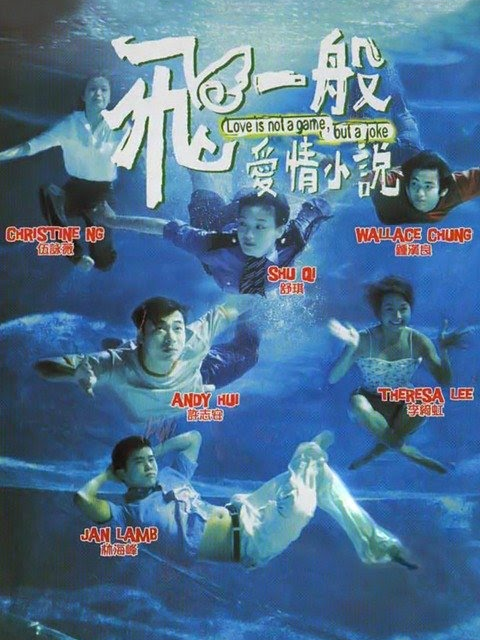 飛一般
Love is not a game, but a joke
愛情小說
CHRISTINE NG
伍詠薇
WALLACE CHUNG
鍾漢良
SHU QI
舒琪
ANDY HUI
許志安
THERESA LEE
李綺虹
JAN LAMB
林海峰